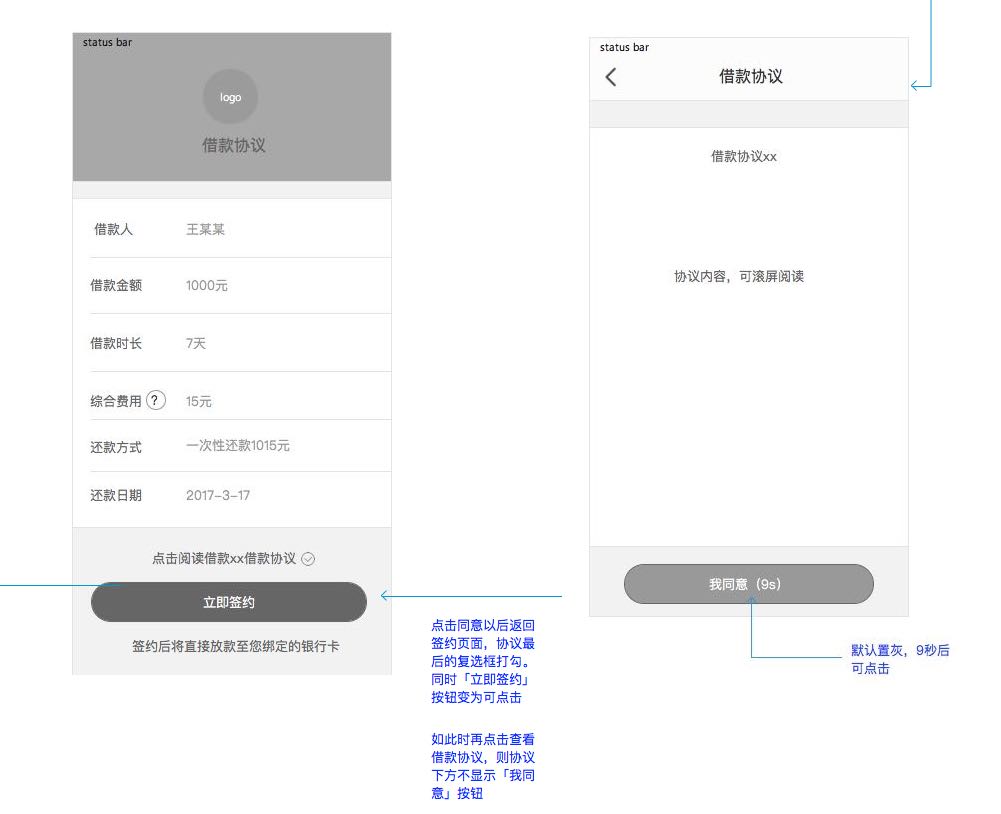 status bar
logo
借款协议
借款人 王某某
借款金额 1000元
借款时长 7天
综合费用 ? 15元
还款方式 一次性还款1015元
还款日期 2017-3-17
点击阅读借款xx借款协议
立即签约
签约后将直接放款至您绑定的银行卡
点击同意以后返回
签约页面，协议最
后的复选框打勾。
同时「立即签约」
按钮变为可点击
如此时再点击查看
借款协议，则协议
下方不显示「我同
意」按钮
status bar
借款协议
借款协议xx
协议内容，可滚屏阅读
我同意（9s）
默认置灰，9秒后
可点击